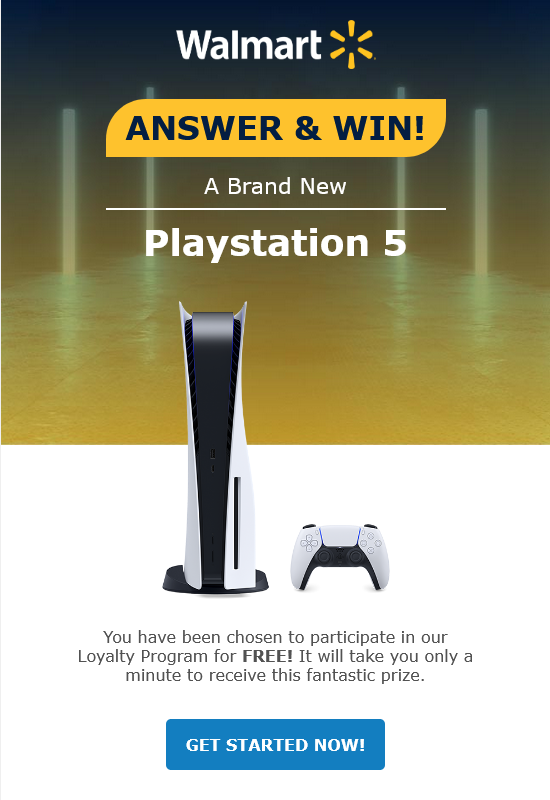 Walmart
ANSWER & WIN!
A Brand New
Playstation 5
You have been chosen to participate in our
Loyalty Program for FREE! It will take you only a
minute to receive this fantastic prize.
GET STARTED NOW!